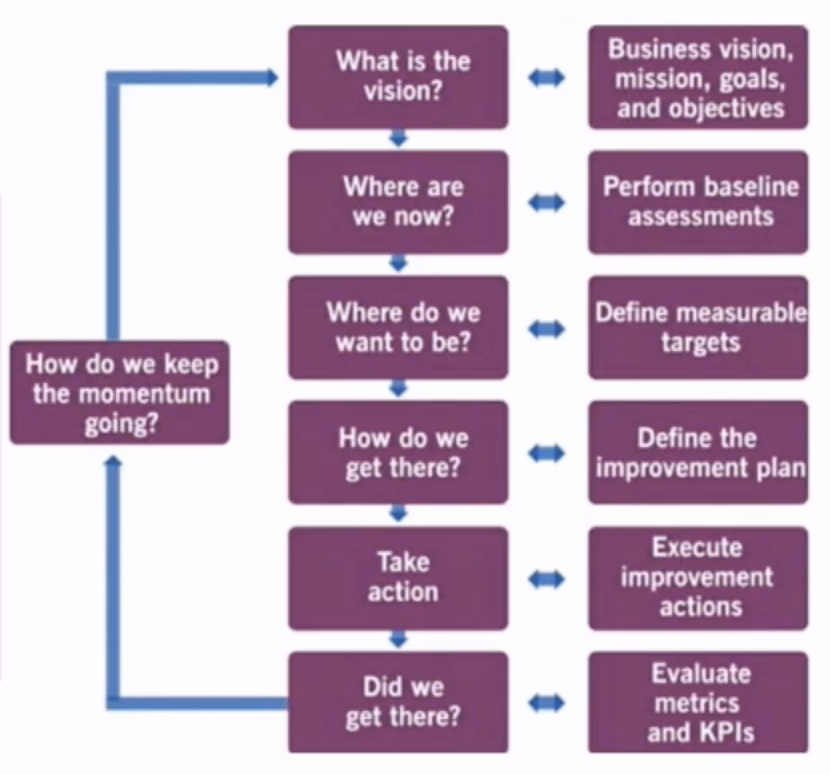 What is the
vision?
Business vision,
mission, goals,
and objectives
Where are
we now?
Perform baseline
assessments
Where do we
want to be?
Define measurable
targets
How do we keep
the momentum
going?
How do we
get there?
Define the
improvement plan
Take
action
Execute
improvement
actions
Did we
get there?
Evaluate
metrics
and KPIs